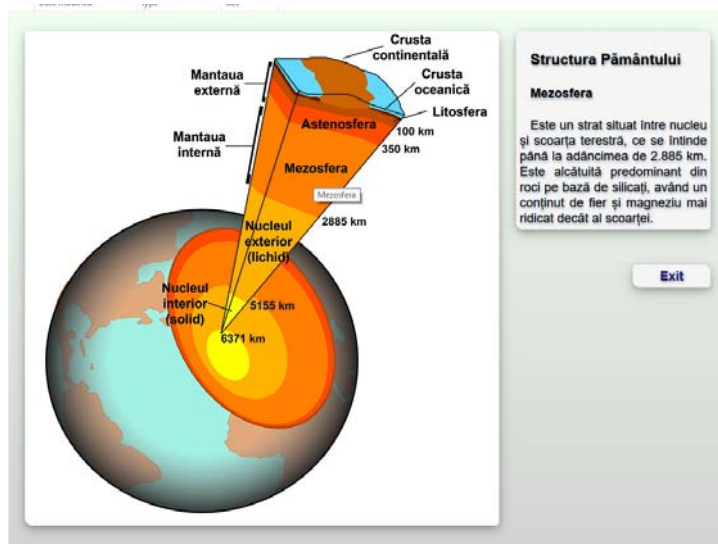 Crusta
continentală
Crusta
oceanică
Mantaua
externă
Litosfera
Astenosfera
100 km
350 km
Mantaua
internă
Mezosfera
Mezosfera
2885 km
Nucleul
exterior
(lichid)
Nucleul
interior
(solid)
5155 km
6371 km
Structura Pământului
Mezosfera
Este un strat situat între nucleu
și scoarța terestră, ce se întinde
până la adâncimea de 2.885 km.
Este alcătuită predominant din
roci pe bază de silicați, având un
conținut de fier și magneziu mai
ridicat decât al scoarței.
Exit